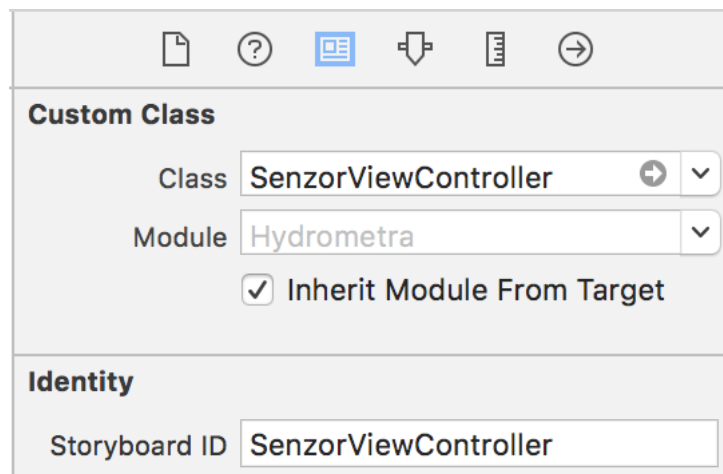 Custom Class
Class SenzorViewController
Module Hydrometra
Inherit Module From Target
Identity
Storyboard ID SenzorViewController